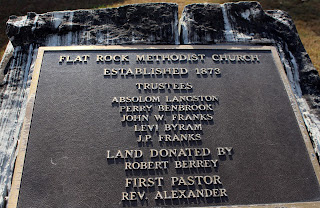 FLAT ROCK METHODIST CHURCH
ESTABLISHED 1873
TRUSTEES
ABSOLOM LANGSTON
PERRY BENBROOK
JOHN W. FRANKS
LEVI BYRAM
J.P. FRANKS
LAND DONATED BY
ROBERT BERREY
FIRST PASTOR
REV. ALEXANDER